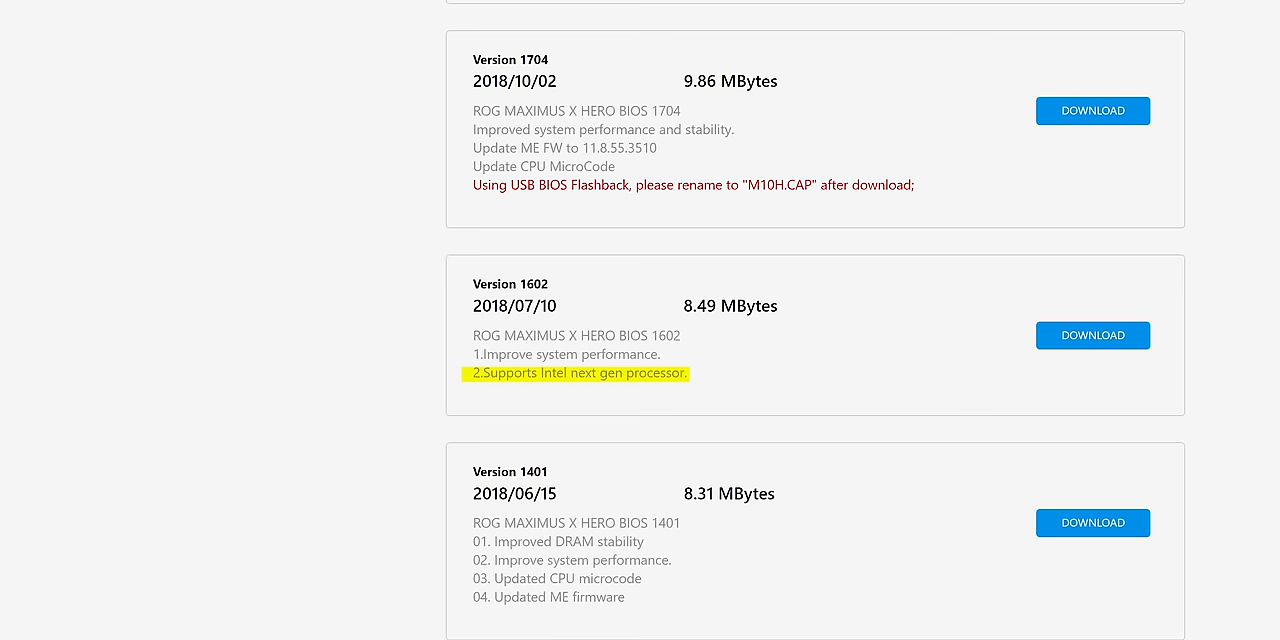 Version 1704
2018/10/02 9.86 MBytes
ROG MAXIMUS X HERO BIOS 1704
DOWNLOAD
Improved system performance and stability.
Update ME FW to 11.8.55.3510
Update CPU MicroCode
Using USB BIOS Flashback, please rename to "M10H.CAP" after download;
Version 1602
2018/07/10 8.49 MBytes
ROG MAXIMUS X HERO BIOS 1602
DOWNLOAD
1.Improve system performance.
2.Supports Intel next gen processor.
Version 1401
2018/06/15 8.31 MBytes
ROG MAXIMUS X HERO BIOS 1401
DOWNLOAD
01. Improved DRAM stability
02. Improve system performance.
03. Updated CPU microcode
04. Updated ME firmware